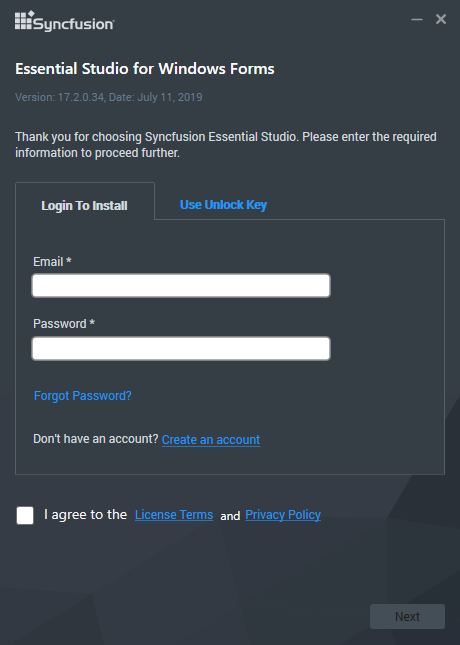 Syncfusion
Essential Studio for Windows Forms
Version: 17.2.0.34, Date: July 11, 2019
Thank you for choosing Syncfusion Essential Studio. Please enter the required
information to proceed further.
Login To Install
Use Unlock Key
Email *
Password *
Forgot Password?
Don't have an account? Create an account
I agree to the License Terms and Privacy Policy
Next